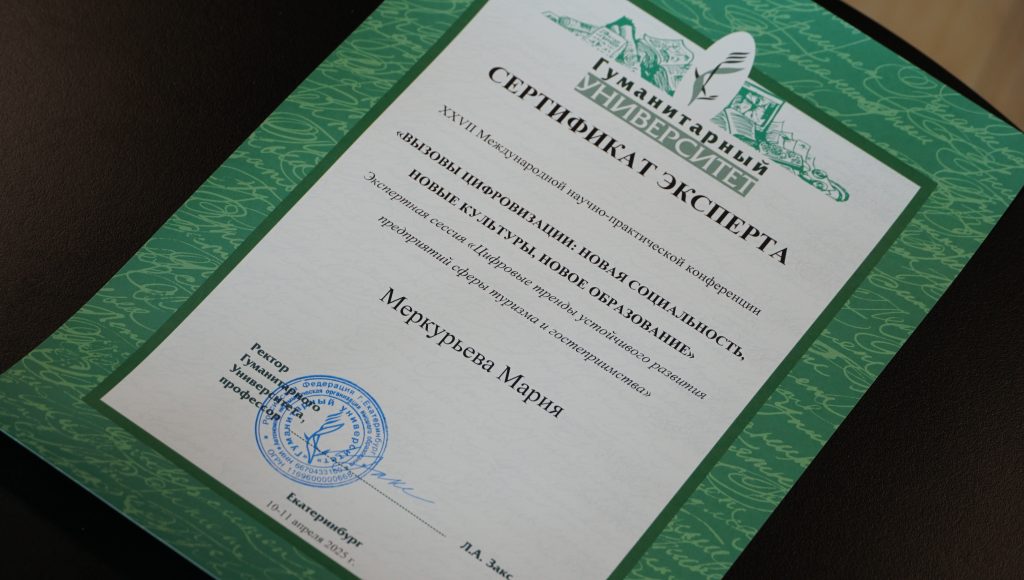 Гуманитарный
УНИВЕРСИТЕТ
СЕРТИФИКАТ ЭКСПЕРТА
XXVII Международной научно-практической конференции
«ВЫЗОВЫ ЦИФРОВИЗАЦИИ: НОВАЯ СОЦИАЛЬНОСТЬ,
НОВЫЕ КУЛЬТУРЫ, НОВОЕ ОБРАЗОВАНИЕ»
Экспертная сессия «Цифровые тренды устойчивого развития
предприятий сферы туризма и гостеприимства»
Меркурьева Мария
Ректор
Гуманитарного
Университета,
профессор
Л.А. Закс
Екатеринбург
10-11 апреля 2025 г.